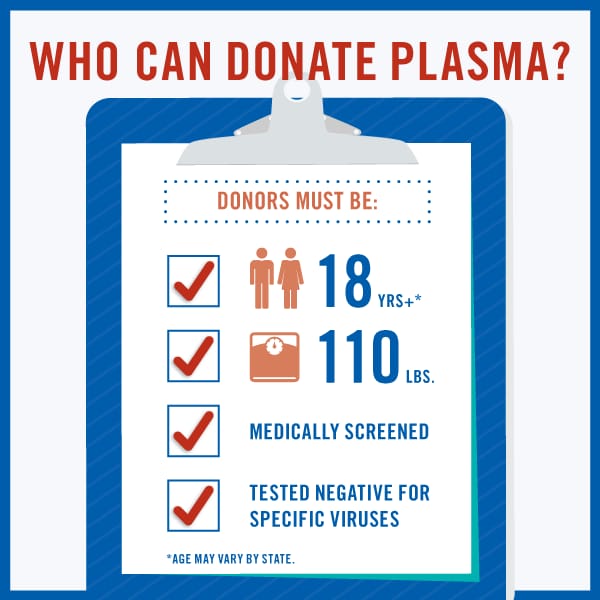 WHO CAN DONATE PLASMA?
DONORS MUST BE:
18 YRS+*
110 LBS.
MEDICALLY SCREENED
TESTED NEGATIVE FOR
SPECIFIC VIRUSES
*AGE MAY VARY BY STATE.